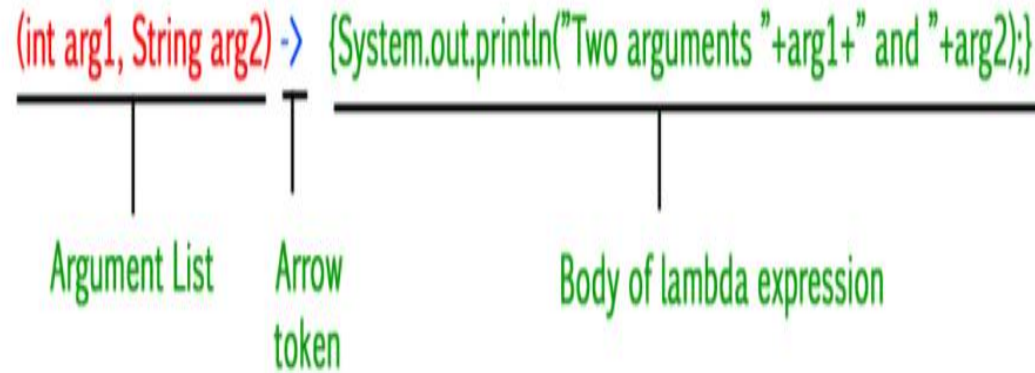 (int arg1, String arg2) -> {System.out.println("Two arguments "+arg1+" and "+arg2);}
Argument List
Arrow
token
Body of lambda expression